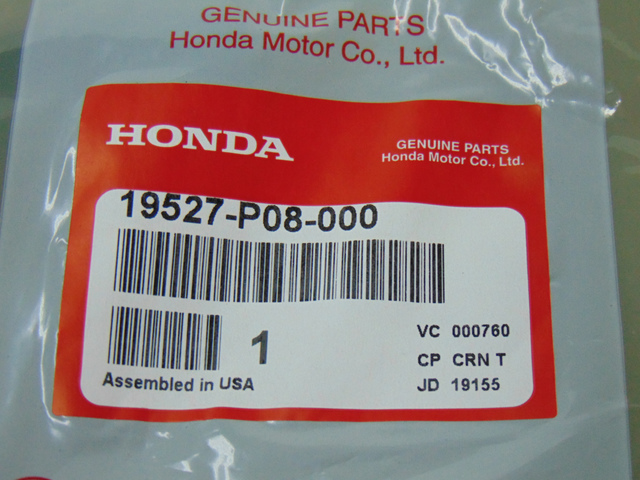 GENUINE PARTS
Honda Motor Co., Ltd.
HONDA
GENUINE PARTS
Honda Motor Co., Ltd.
19527-P08-000
1
VC 000760
CP CRN T
JD 19155
Assembled in USA